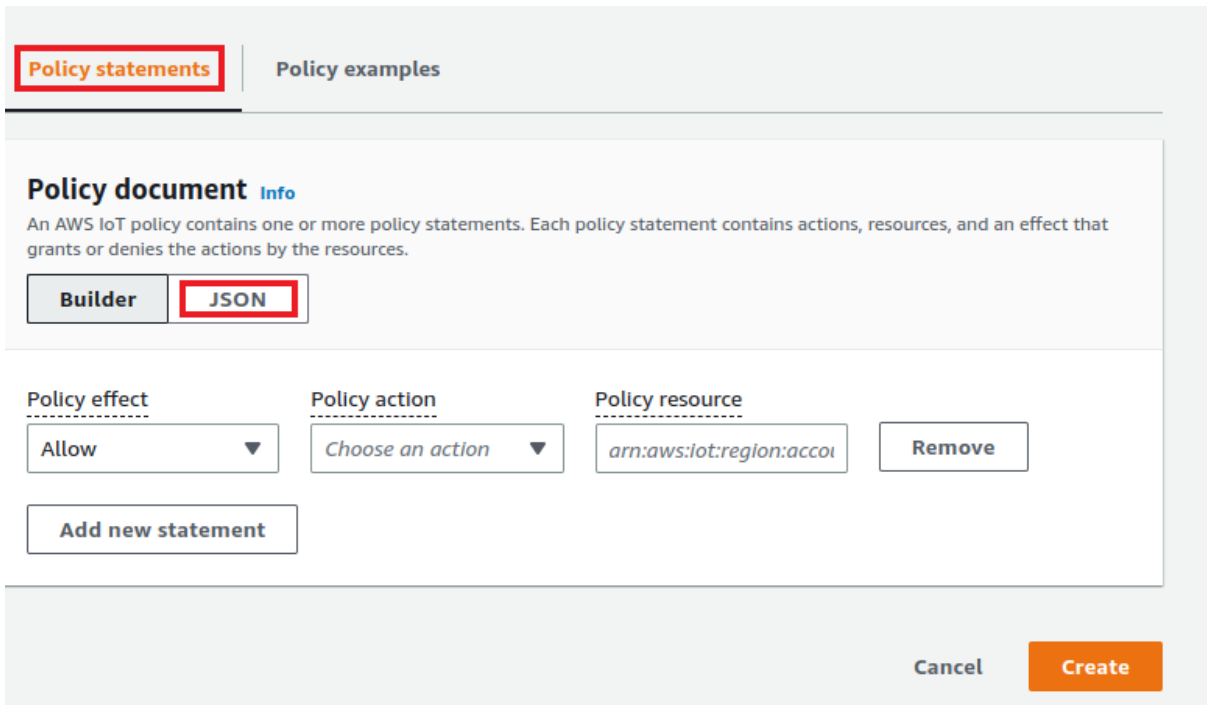 Policy statements
Policy examples
Policy document Info
An AWS IoT policy contains one or more policy statements. Each policy statement contains actions, resources, and an effect that
grants or denies the actions by the resources.
Builder
JSON
Policy effect
Policy action
Policy resource
Allow
Choose an action
arn:aws:iot:region:accou
Remove
Add new statement
Cancel
Create